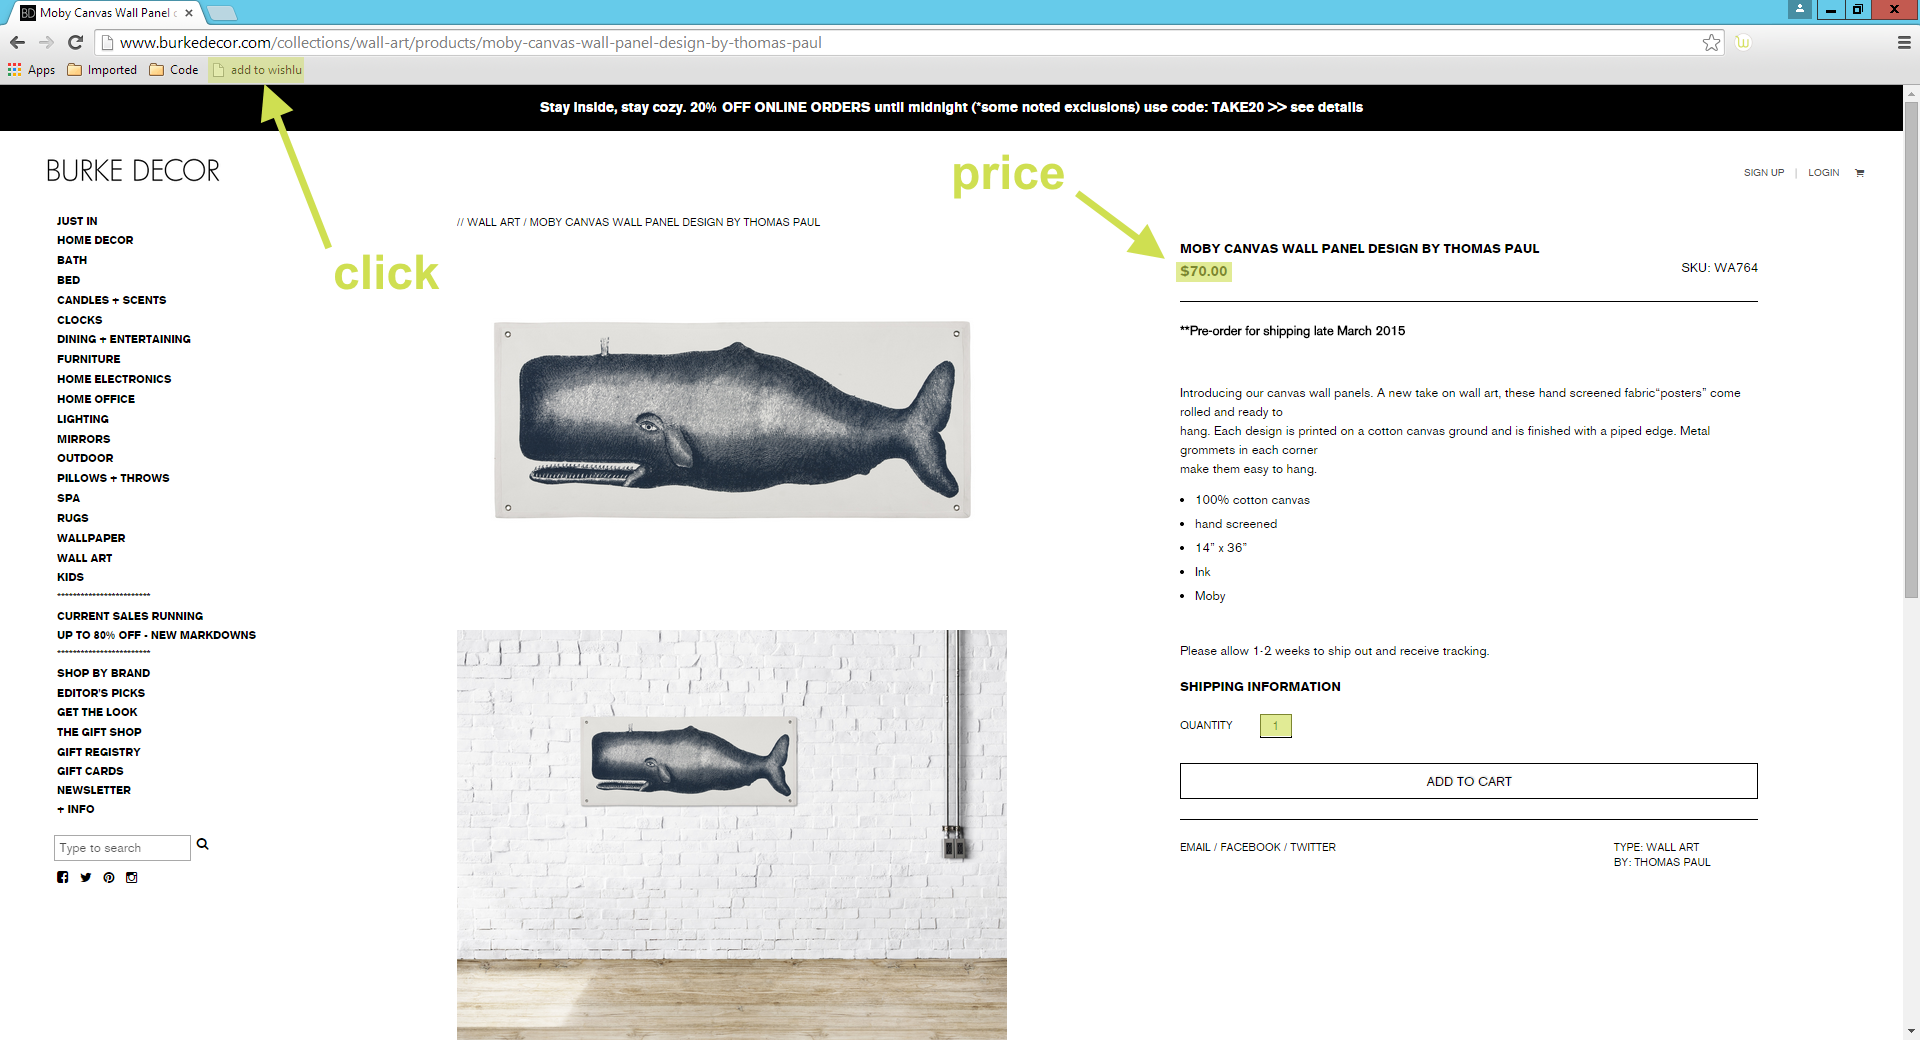 Moby Canvas Wall Panel
www.burkedecor.com/collections/wall-art/products/moby-canvas-wall-panel-design-by-thomas-paul
Apps Imported Code add to wishlu
Stay inside, stay cozy. 20% OFF ONLINE ORDERS until midnight (*some noted exclusions) use code: TAKE20 >> see details
BURKE DECOR
SIGN UP | LOGIN
click
price
JUST IN
HOME DECOR
BATH
BED
CANDLES + SCENTS
CLOCKS
DINING + ENTERTAINING
FURNITURE
HOME ELECTRONICS
HOME OFFICE
LIGHTING
MIRRORS
OUTDOOR
PILLOWS + THROWS
SPA
RUGS
WALLPAPER
WALL ART
KIDS
************************
CURRENT SALES RUNNING
UP TO 80% OFF - NEW MARKDOWNS
************************
SHOP BY BRAND
EDITOR'S PICKS
GET THE LOOK
THE GIFT SHOP
GIFT REGISTRY
GIFT CARDS
NEWSLETTER
+ INFO
Type to search
// WALL ART / MOBY CANVAS WALL PANEL DESIGN BY THOMAS PAUL
MOBY CANVAS WALL PANEL DESIGN BY THOMAS PAUL
$70.00
SKU: WA764
**Pre-order for shipping late March 2015
Introducing our canvas wall panels. A new take on wall art, these hand screened fabric“posters” come
rolled and ready to
hang. Each design is printed on a cotton canvas ground and is finished with a piped edge. Metal
grommets in each corner
make them easy to hang.
• 100% cotton canvas
• hand screened
• 14” x 36”
• Ink
• Moby
Please allow 1-2 weeks to ship out and receive tracking.
SHIPPING INFORMATION
QUANTITY 1
ADD TO CART
EMAIL / FACEBOOK / TWITTER
TYPE: WALL ART
BY: THOMAS PAUL